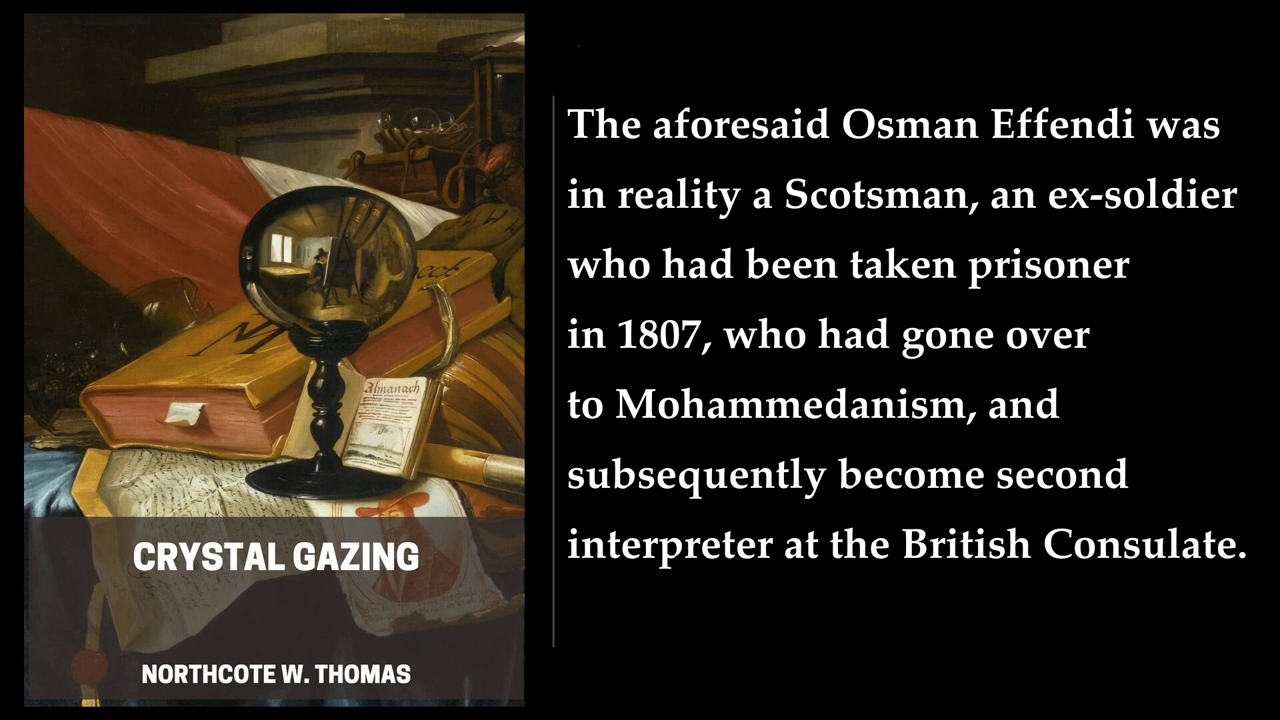 M
Almanach
CRYSTAL GAZING
NORTHCOTE W. THOMAS
The aforesaid Osman Effendi was
in reality a Scotsman, an ex-soldier
who had been taken prisoner
in 1807, who had gone over
to Mohammedanism, and
subsequently become second
interpreter at the British Consulate.